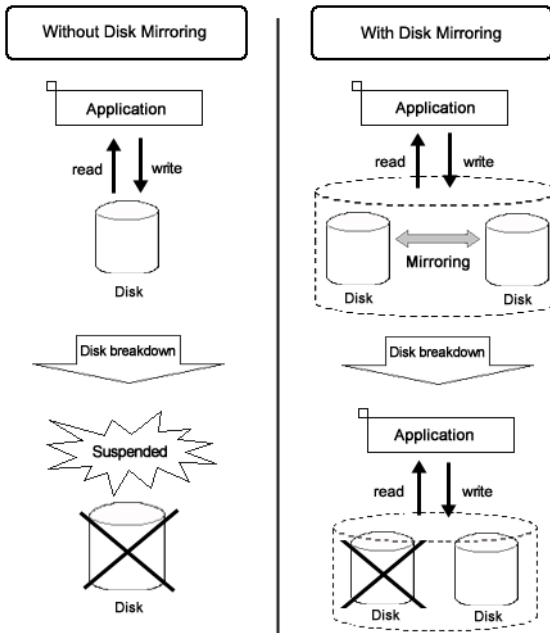 Without Disk Mirroring
Application
read
write
Disk
Disk breakdown
Suspended
Disk
With Disk Mirroring
Application
read
write
Mirroring
Disk
Disk
Disk breakdown
Application
read
write
Disk
Disk